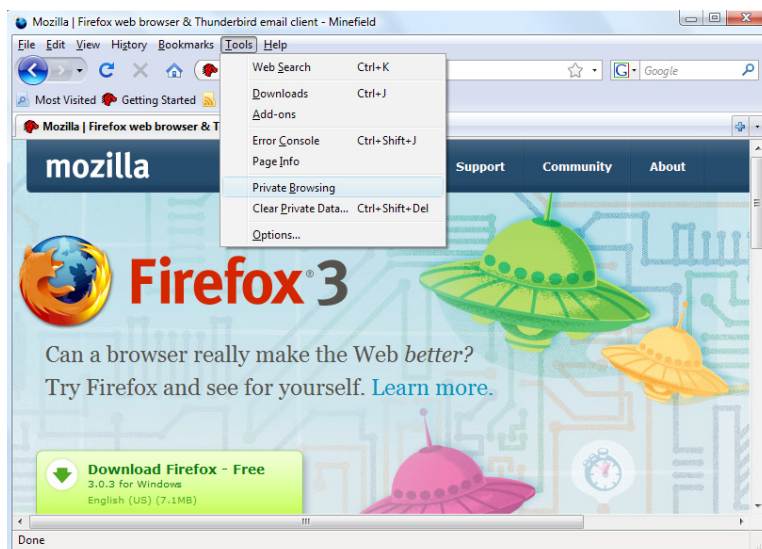 Mozilla | Firefox web browser & Thunderbird email client - Minefield
File Edit View History Bookmarks Tools Help
Google
Most Visited Getting Started
Mozilla | Firefox web browser & T
Web Search Ctrl+K
Downloads Ctrl+J
Add-ons
Error Console Ctrl+Shift+J
Page Info
Private Browsing
Clear Private Data... Ctrl+Shift+Del
Options...
mozilla Support Community About
Firefox® 3
Can a browser really make the Web better?
Try Firefox and see for yourself. Learn more.
Download Firefox - Free
3.0.3 for Windows
English (US) (7.1MB)
Done